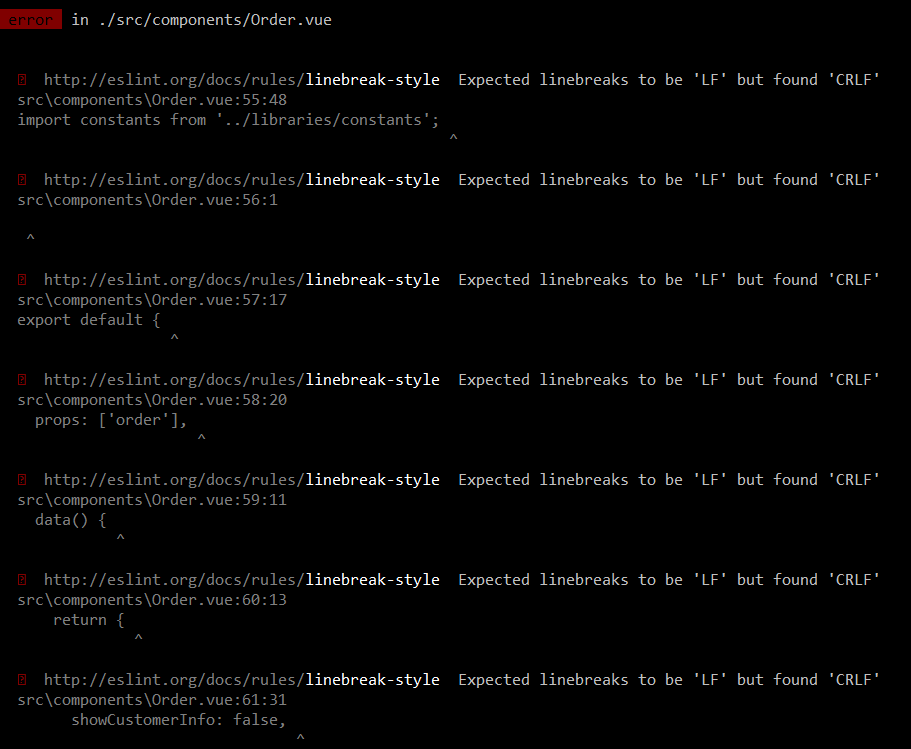 error in ./src/components/Order.vue
http://eslint.org/docs/rules/linebreak-style Expected linebreaks to be 'LF' but found 'CRLF'
src\components\Order.vue:55:48
import constants from '../libraries/constants';
^
http://eslint.org/docs/rules/linebreak-style Expected linebreaks to be 'LF' but found 'CRLF'
src\components\Order.vue:56:1
^
http://eslint.org/docs/rules/linebreak-style Expected linebreaks to be 'LF' but found 'CRLF'
src\components\Order.vue:57:17
export default {
^
http://eslint.org/docs/rules/linebreak-style Expected linebreaks to be 'LF' but found 'CRLF'
src\components\Order.vue:58:20
props: ['order'],
^
http://eslint.org/docs/rules/linebreak-style Expected linebreaks to be 'LF' but found 'CRLF'
src\components\Order.vue:59:11
data() {
^
http://eslint.org/docs/rules/linebreak-style Expected linebreaks to be 'LF' but found 'CRLF'
src\components\Order.vue:60:13
return {
^
http://eslint.org/docs/rules/linebreak-style Expected linebreaks to be 'LF' but found 'CRLF'
src\components\Order.vue:61:31
showCustomerInfo: false,
^